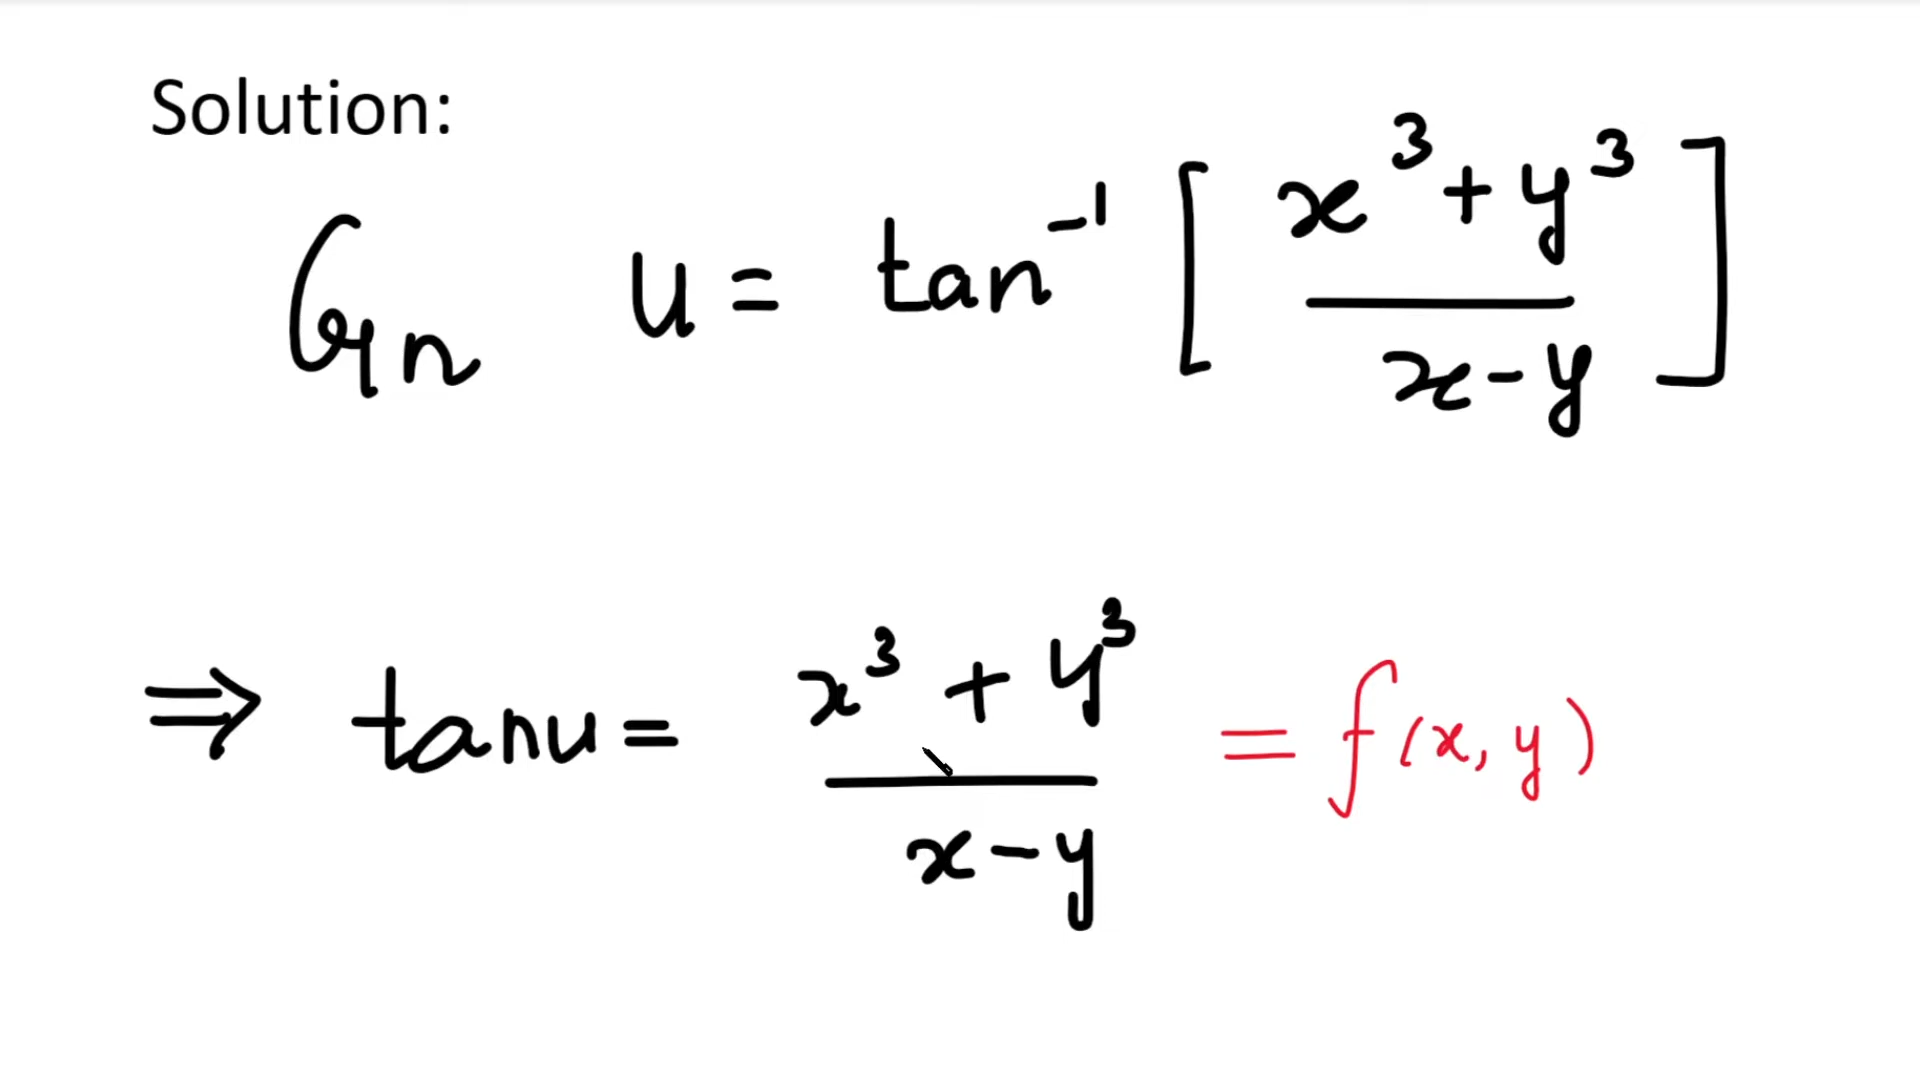 Solution:
Gn u = tan⁻¹ [ (x³ + y³) / (x - y) ]
⇒ tan u = (x³ + y³) / (x - y) = f(x, y)